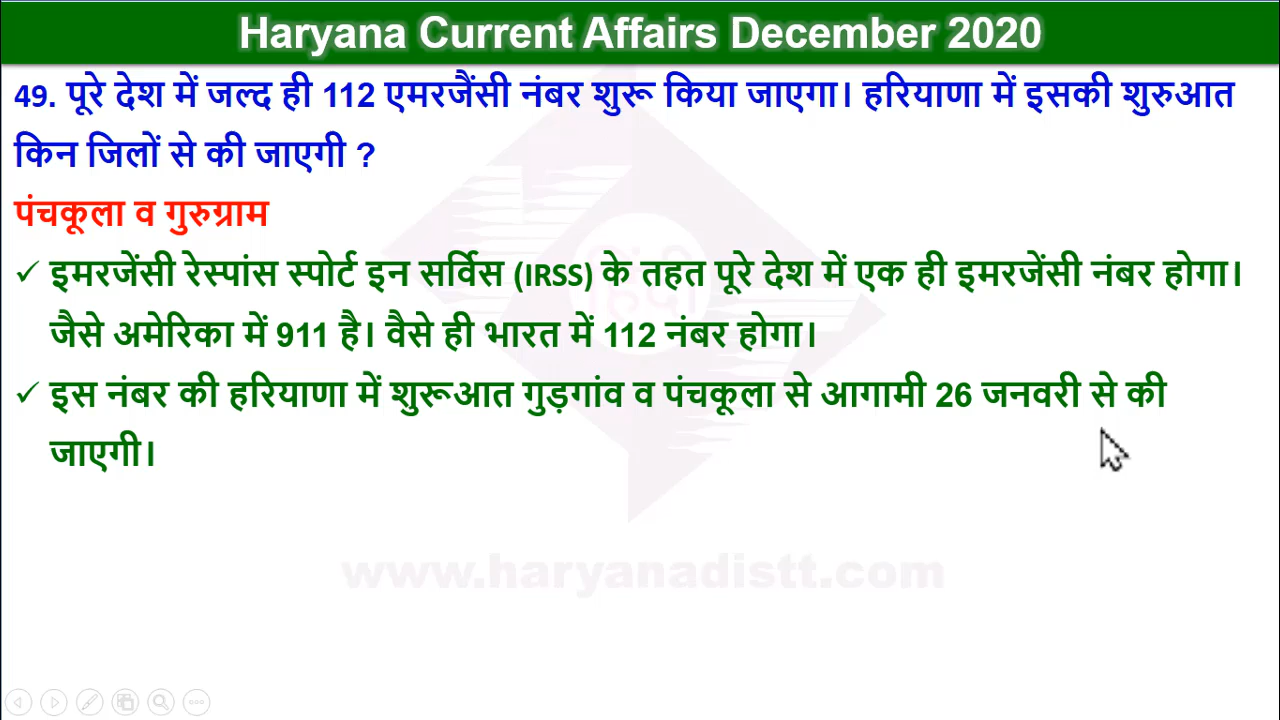 Haryana Current Affairs December 2020
49. पूरे देश में जल्द ही 112 एमरजैंसी नंबर शुरू किया जाएगा। हरियाणा में इसकी शुरुआत
किन जिलों से की जाएगी ?
पंचकूला व गुरुग्राम
✓ इमरजेंसी रेस्पांस स्पोर्ट इन सर्विस (IRSS) के तहत पूरे देश में एक ही इमरजेंसी नंबर होगा।
जैसे अमेरिका में 911 है। वैसे ही भारत में 112 नंबर होगा।
✓ इस नंबर की हरियाणा में शुरूआत गुड़गांव व पंचकूला से आगामी 26 जनवरी से की
जाएगी।
www.haryanadistt.com